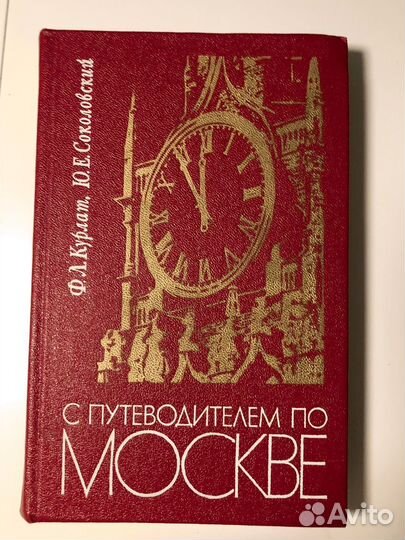 Ф.Л.Курлат, Ю.Е.Соколовский
С ПУТЕВОДИТЕЛЕМ ПО
МОСКВЕ
Avito